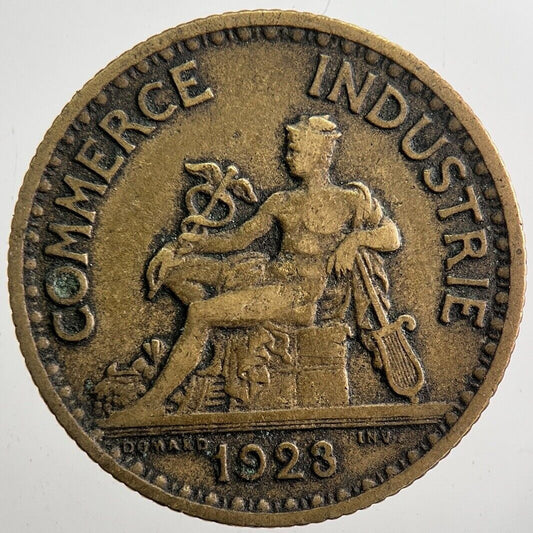 COMMERCE INDUSTRIE
DOMARD INV.
1923